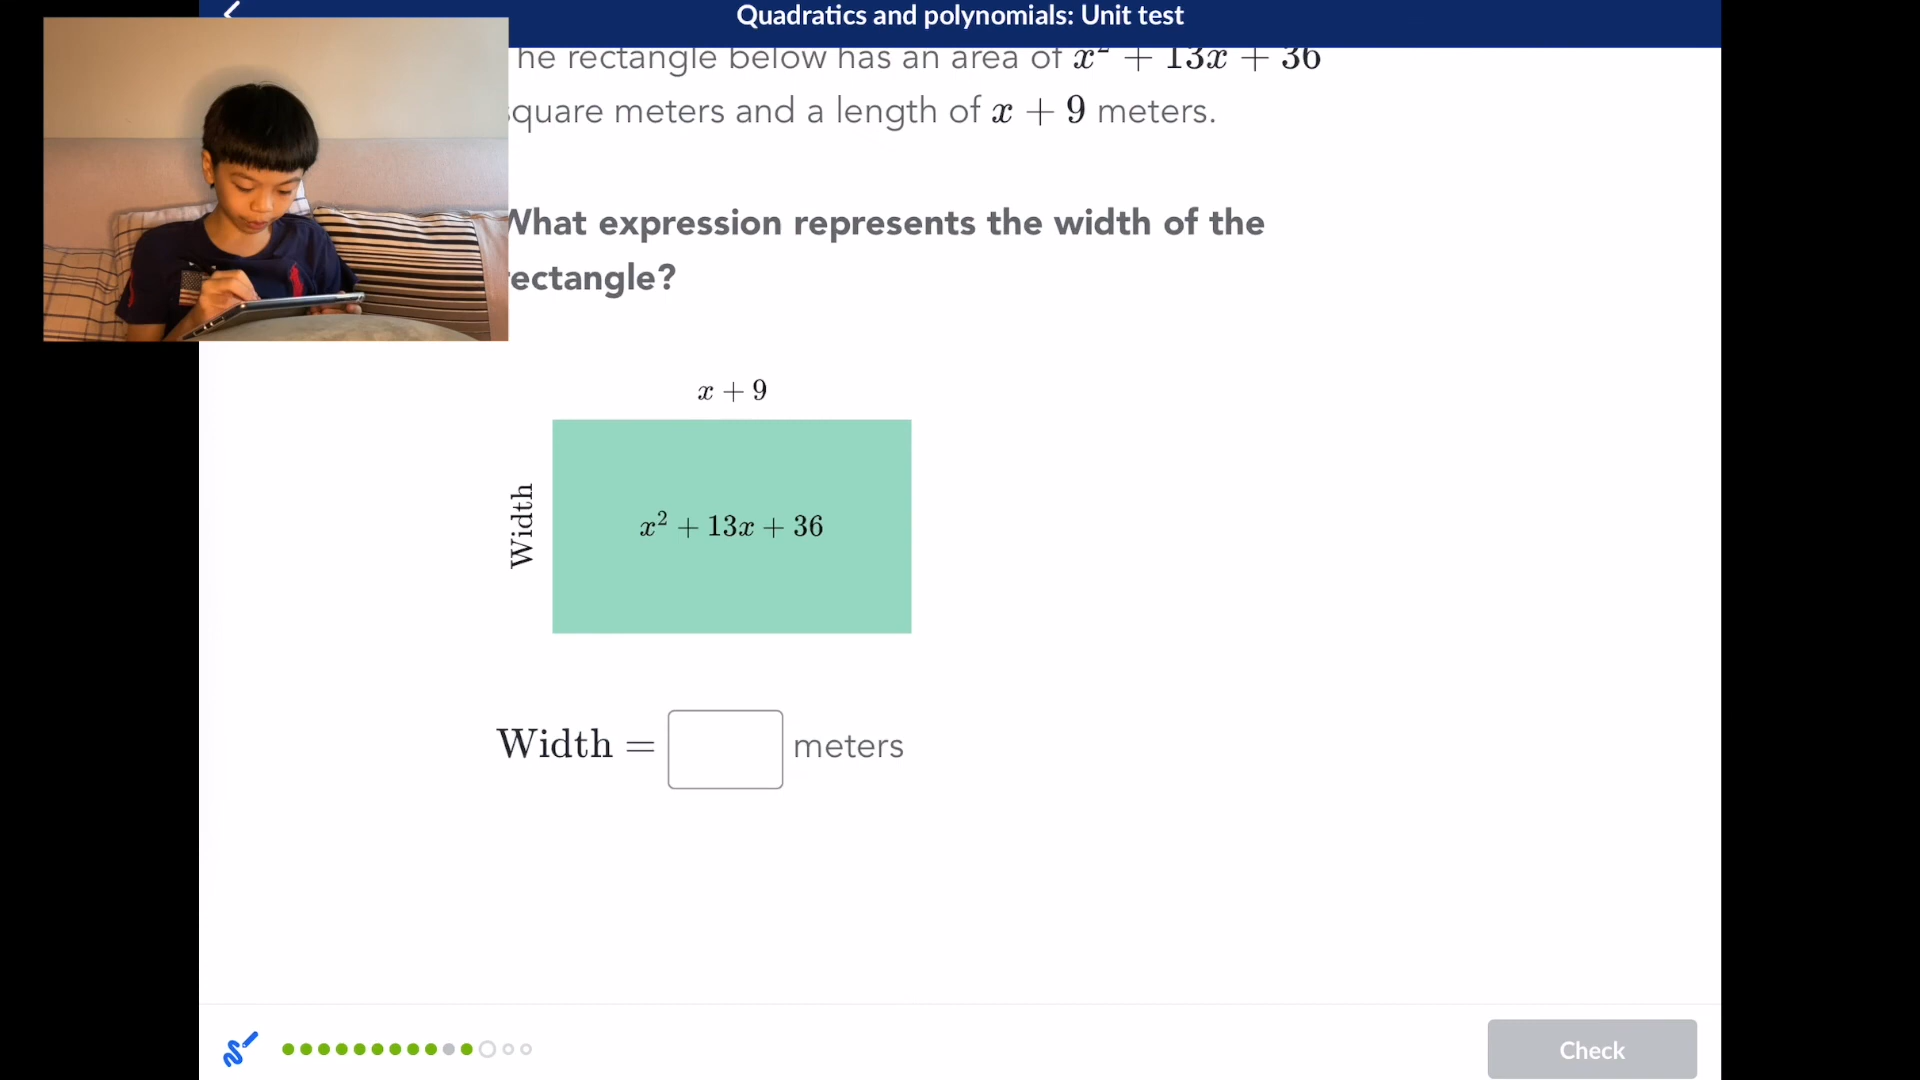 Quadratics and polynomials: Unit test
he rectangle below has an area of x² + 13x + 36
quare meters and a length of x + 9 meters.
What expression represents the width of the
ectangle?
x + 9
Width
x² + 13x + 36
Width = meters
Check